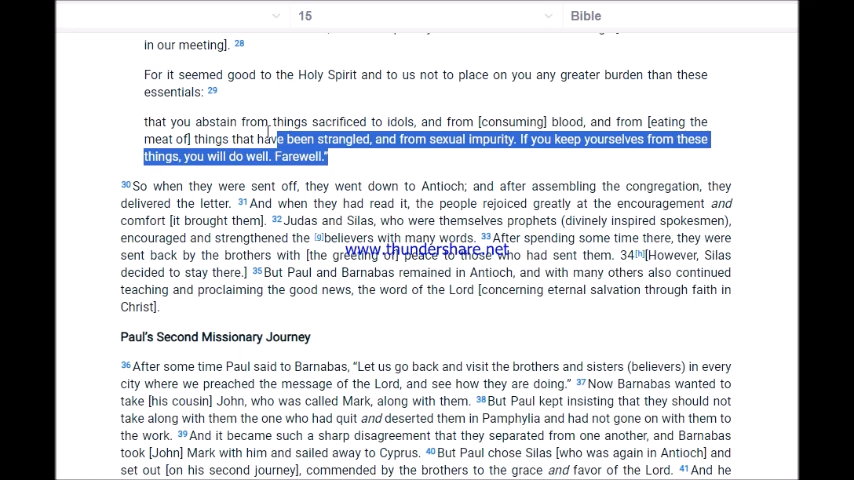 15 Bible
in our meeting]. 28
For it seemed good to the Holy Spirit and to us not to place on you any greater burden than these
essentials: 29
that you abstain from things sacrificed to idols, and from [consuming] blood, and from [eating the
meat of] things that have been strangled, and from sexual impurity. If you keep yourselves from these
things, you will do well. Farewell.”
30 So when they were sent off, they went down to Antioch; and after assembling the congregation, they
delivered the letter. 31 And when they had read it, the people rejoiced greatly at the encouragement and
comfort [it brought them]. 32 Judas and Silas, who were themselves prophets (divinely inspired spokesmen),
encouraged and strengthened the [g]believers with many words. 33 After spending some time there, they were
www.thundershare.net
sent back by the brothers with [the greeting of] peace to those who had sent them. 34[h][However, Silas
decided to stay there.] 35 But Paul and Barnabas remained in Antioch, and with many others also continued
teaching and proclaiming the good news, the word of the Lord [concerning eternal salvation through faith in
Christ].
Paul’s Second Missionary Journey
36 After some time Paul said to Barnabas, “Let us go back and visit the brothers and sisters (believers) in every
city where we preached the message of the Lord, and see how they are doing.” 37 Now Barnabas wanted to
take [his cousin] John, who was called Mark, along with them. 38 But Paul kept insisting that they should not
take along with them the one who had quit and deserted them in Pamphylia and had not gone on with them to
the work. 39 And it became such a sharp disagreement that they separated from one another, and Barnabas
took [John] Mark with him and sailed away to Cyprus. 40 But Paul chose Silas [who was again in Antioch] and
set out [on his second journey], commended by the brothers to the grace and favor of the Lord. 41 And he